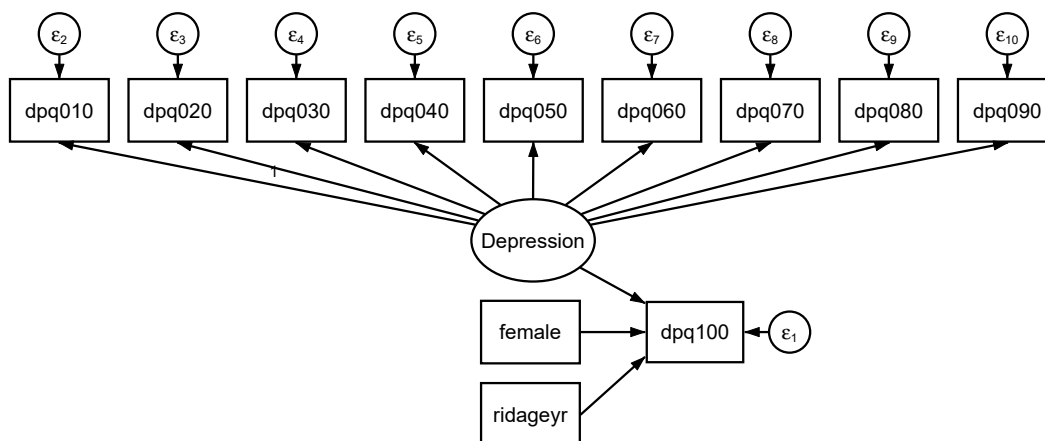 ε2 ε3 ε4 ε5 ε6 ε7 ε8 ε9 ε10
dpq010 dpq020 dpq030 dpq040 dpq050 dpq060 dpq070 dpq080 dpq090
1
Depression
female dpq100 ε1
ridageyr